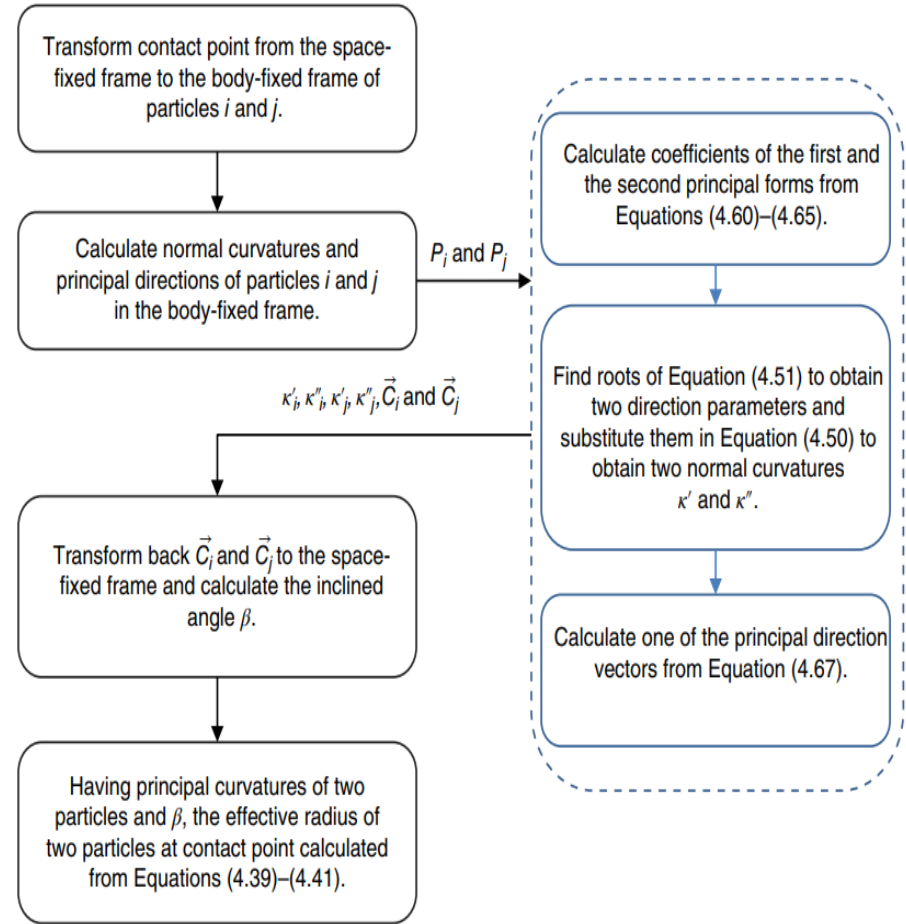 Transform contact point from the space-
fixed frame to the body-fixed frame of
particles i and j.
Calculate normal curvatures and
principal directions of particles i and j
in the body-fixed frame.
P_i and P_j
Calculate coefficients of the first and
the second principal forms from
Equations (4.60)–(4.65).
Find roots of Equation (4.51) to obtain
two direction parameters and
substitute them in Equation (4.50) to
obtain two normal curvatures
κ′ and κ″.
Calculate one of the principal direction
vectors from Equation (4.67).
κ′_i, κ″_i, κ′_j, κ″_j, C⃗_i and C⃗_j
Transform back C⃗_i and C⃗_j to the space-
fixed frame and calculate the inclined
angle β.
Having principal curvatures of two
particles and β, the effective radius of
two particles at contact point calculated
from Equations (4.39)–(4.41).